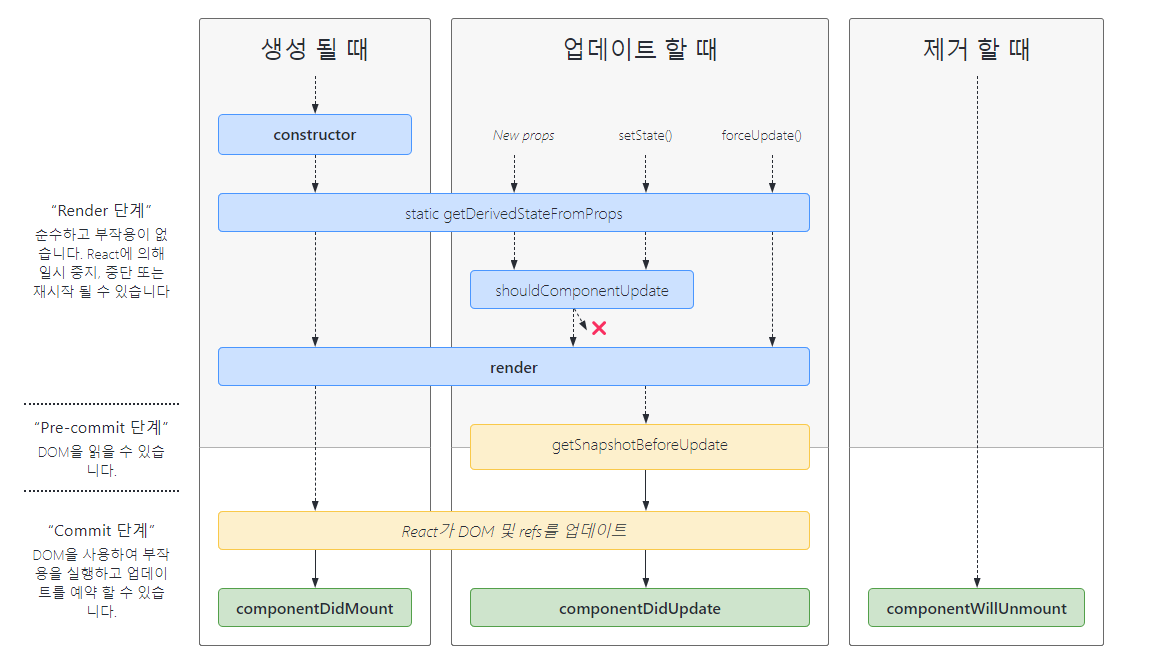 생성 될 때
업데이트 할 때
제거 할 때
constructor
New props
setState()
forceUpdate()
static getDerivedStateFromProps
“Render 단계”
순수하고 부작용이 없
습니다. React에 의해
일시 중지, 중단 또는
재시작 될 수 있습니다
shouldComponentUpdate
render
“Pre-commit 단계”
DOM을 읽을 수 있습
니다.
getSnapshotBeforeUpdate
“Commit 단계”
DOM을 사용하여 부작
용을 실행하고 업데이
트를 예약 할 수 있습
니다.
React가 DOM 및 refs를 업데이트
componentDidMount
componentDidUpdate
componentWillUnmount